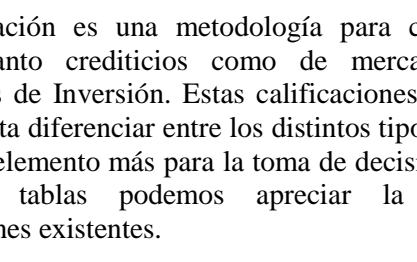 ación es una metodología para c
anto crediticios como de merca
s de Inversión. Estas calificaciones
ta diferenciar entre los distintos tipo
elemento más para la toma de decisi
tablas podemos apreciar la
nes existentes.